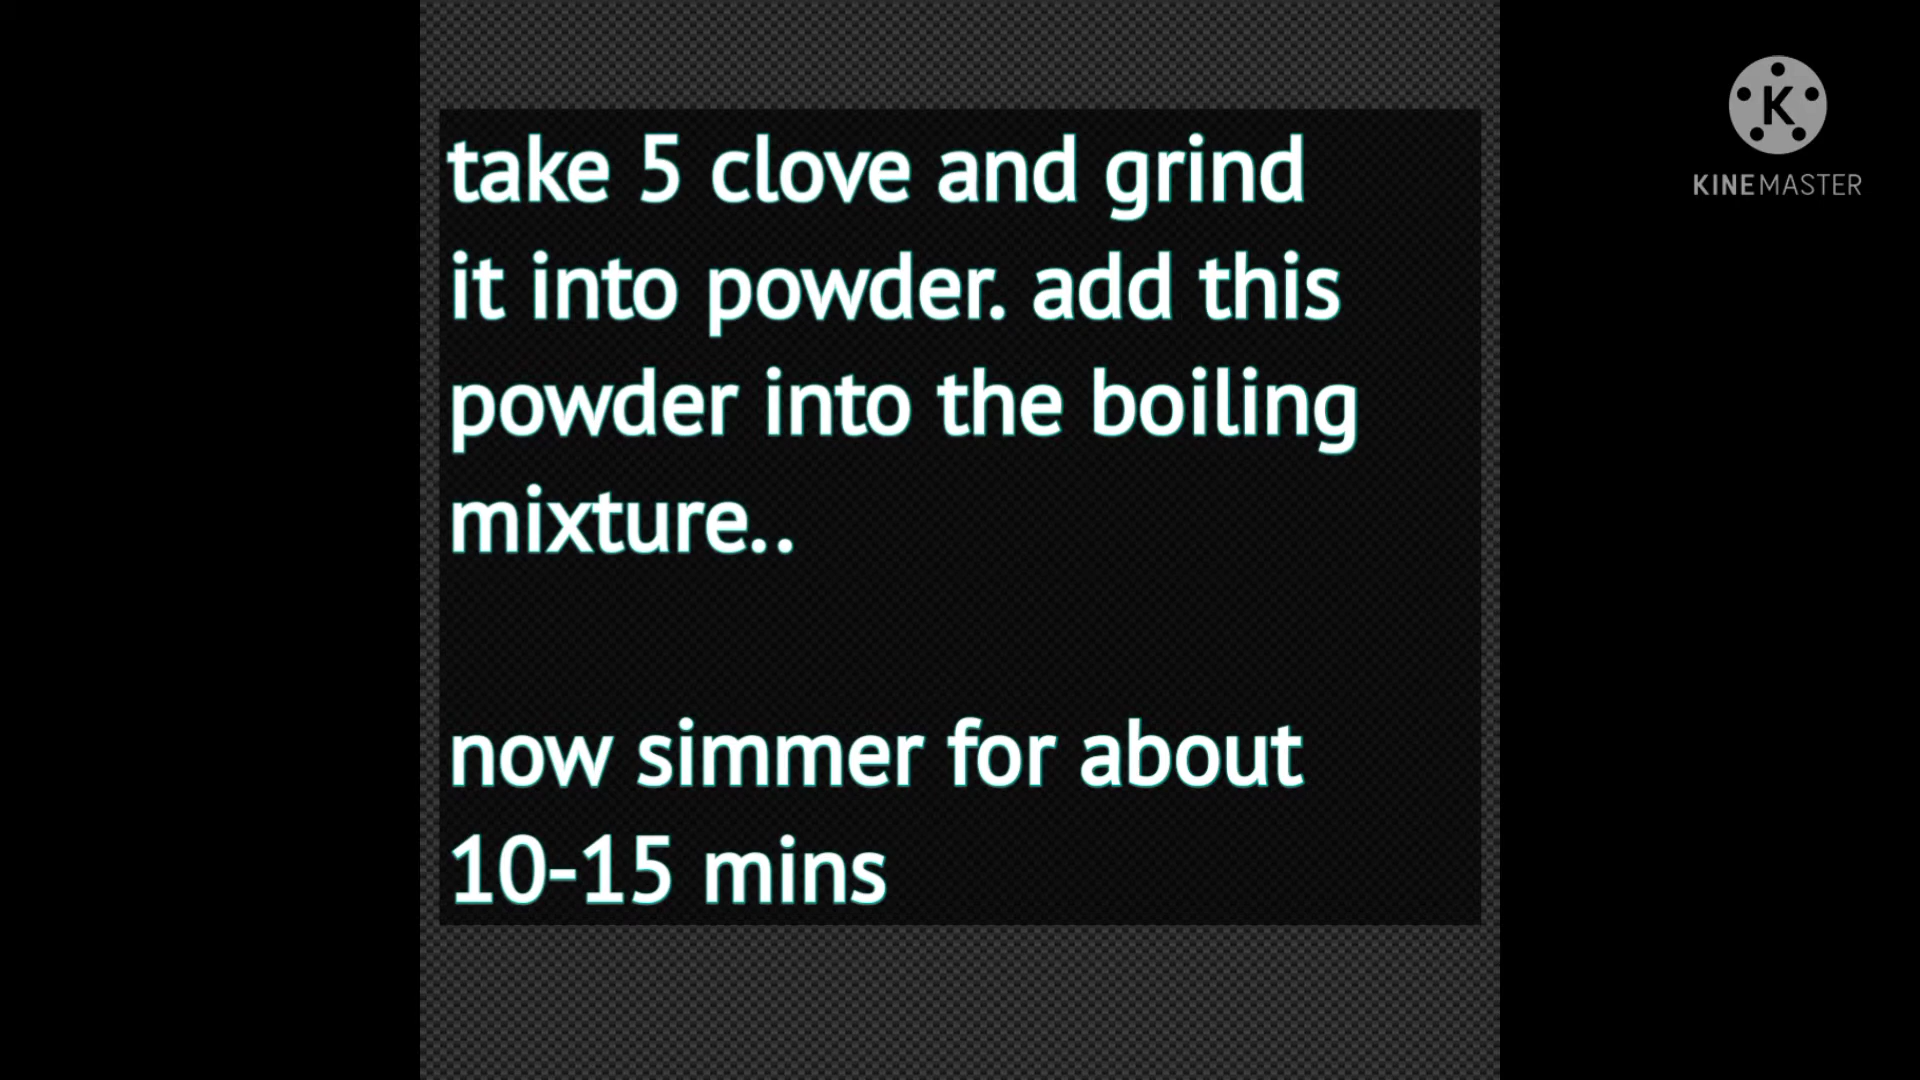 take 5 clove and grind
it into powder. add this
powder into the boiling
mixture..
now simmer for about
10-15 mins
K
KINEMASTER